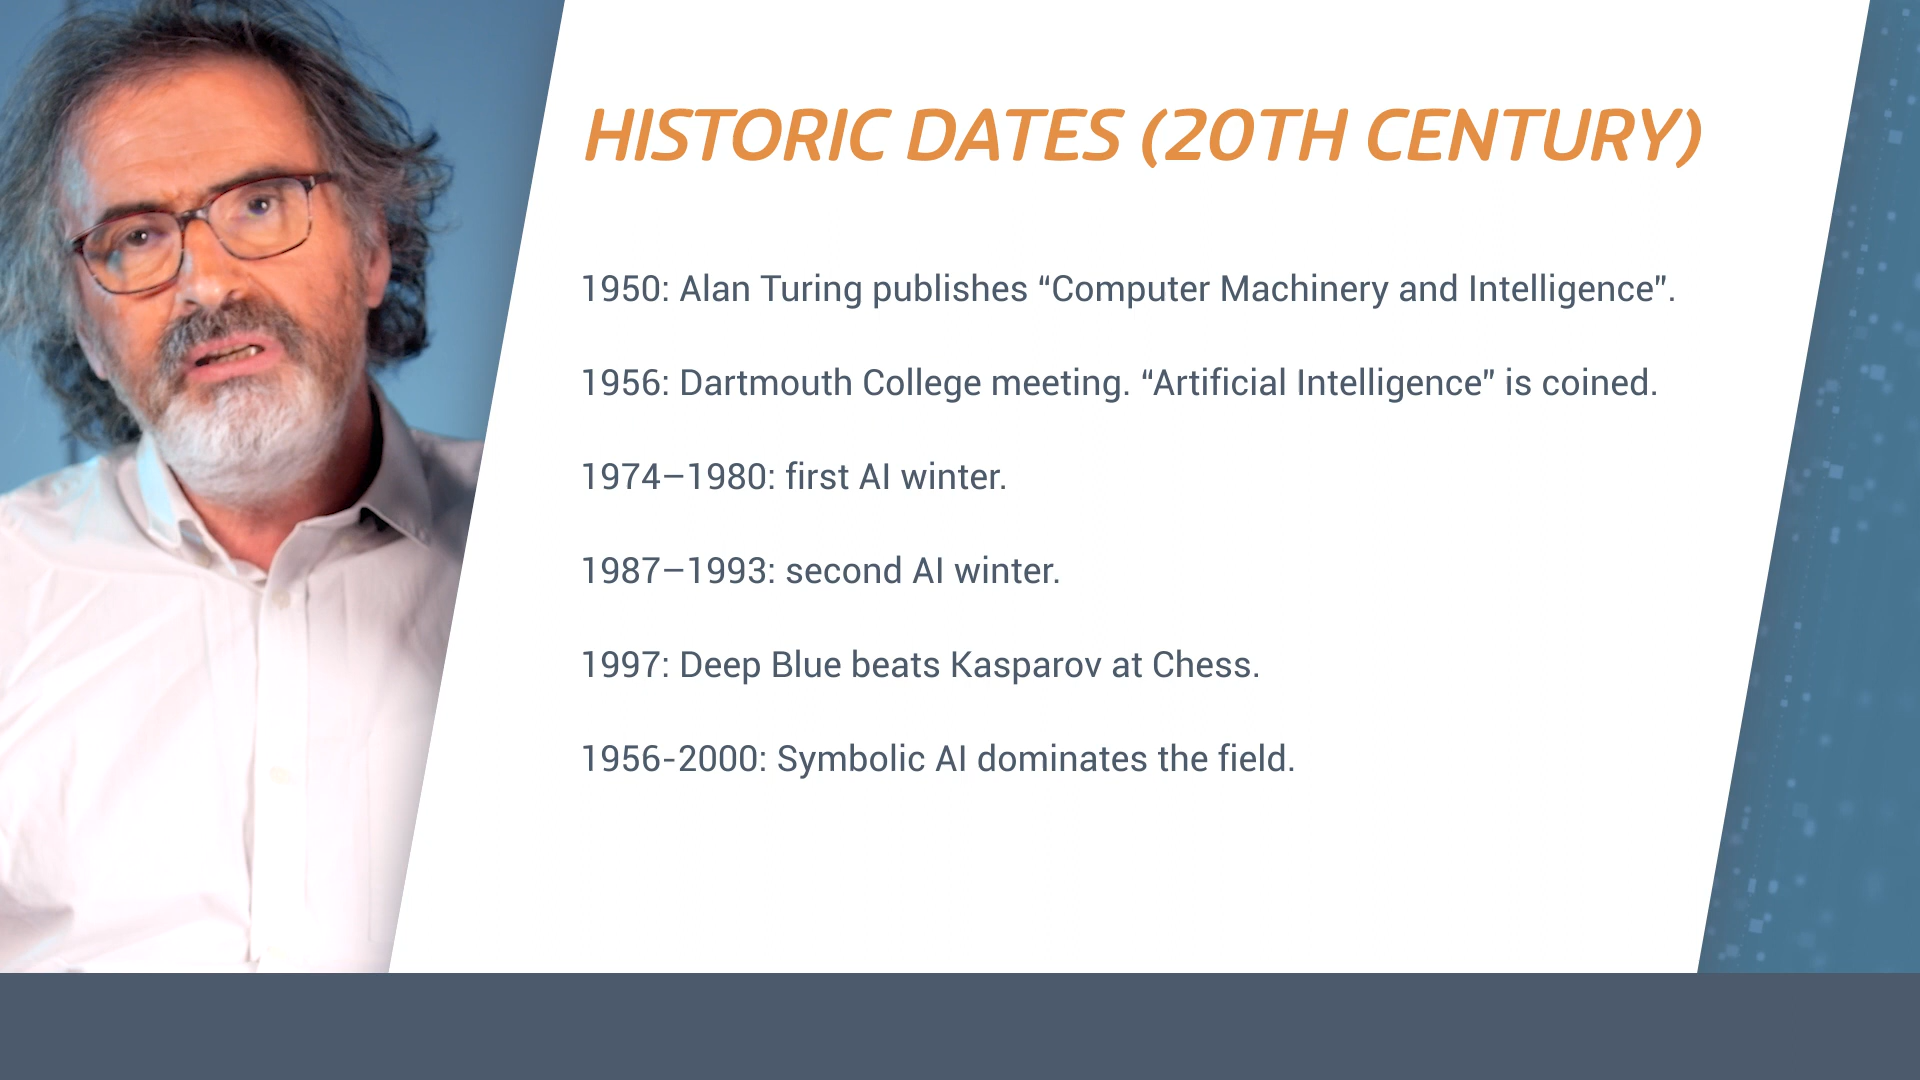 HISTORIC DATES (20TH CENTURY)
1950: Alan Turing publishes “Computer Machinery and Intelligence”.
1956: Dartmouth College meeting. “Artificial Intelligence” is coined.
1974–1980: first AI winter.
1987–1993: second AI winter.
1997: Deep Blue beats Kasparov at Chess.
1956-2000: Symbolic AI dominates the field.